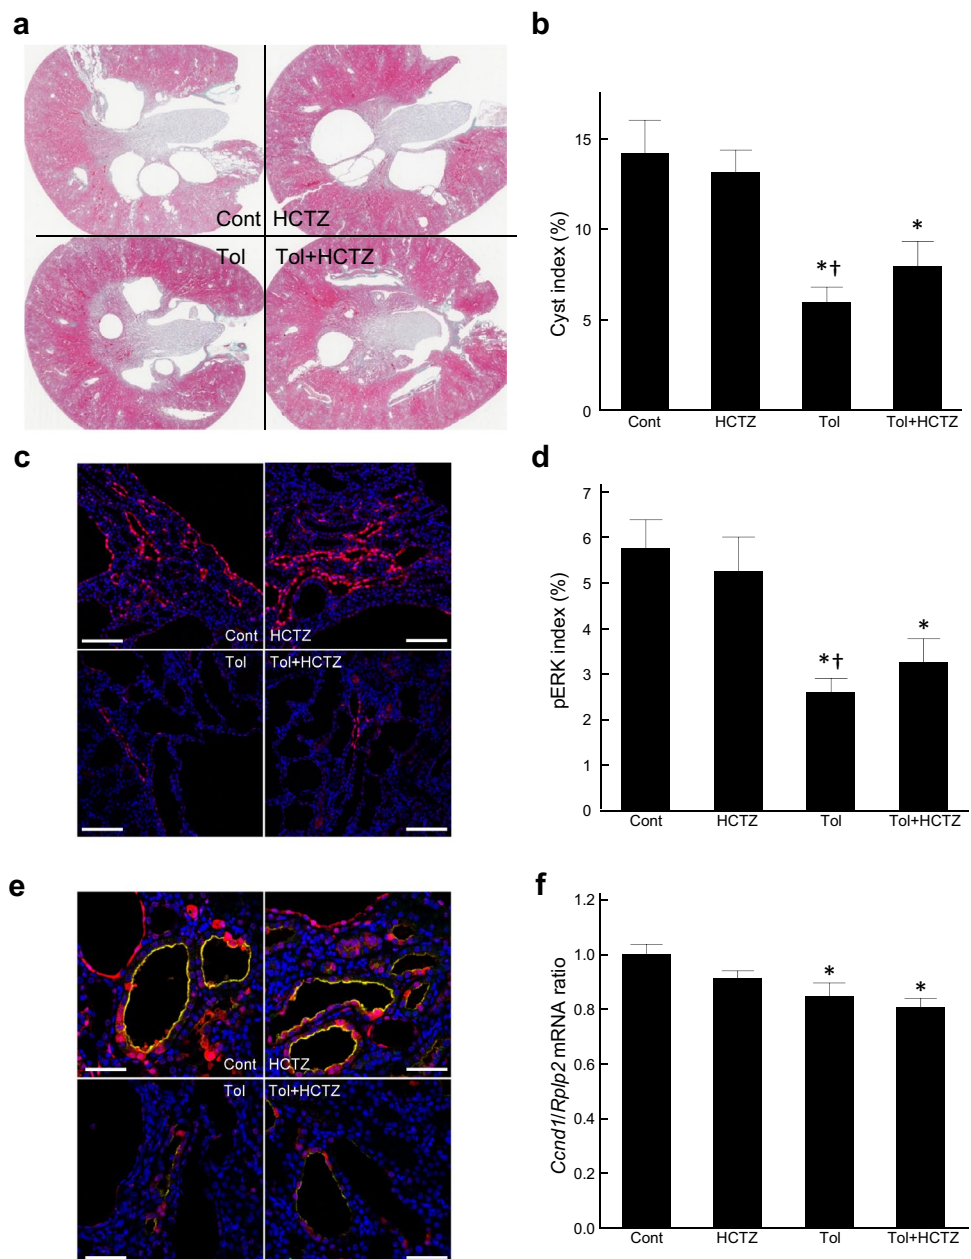 a
Cont HCTZ
Tol Tol+HCTZ
b
Cyst index (%)
15
10
5
0
*†
*
Cont HCTZ Tol Tol+HCTZ
c
Cont HCTZ
Tol Tol+HCTZ
d
pERK index (%)
7
6
5
4
3
2
1
0
*†
*
Cont HCTZ Tol Tol+HCTZ
e
Cont HCTZ
Tol Tol+HCTZ
f
Ccnd1/Rplp2 mRNA ratio
1.2
1.0
0.8
0.6
0.4
0.2
0.0
*
*
Cont HCTZ Tol Tol+HCTZ